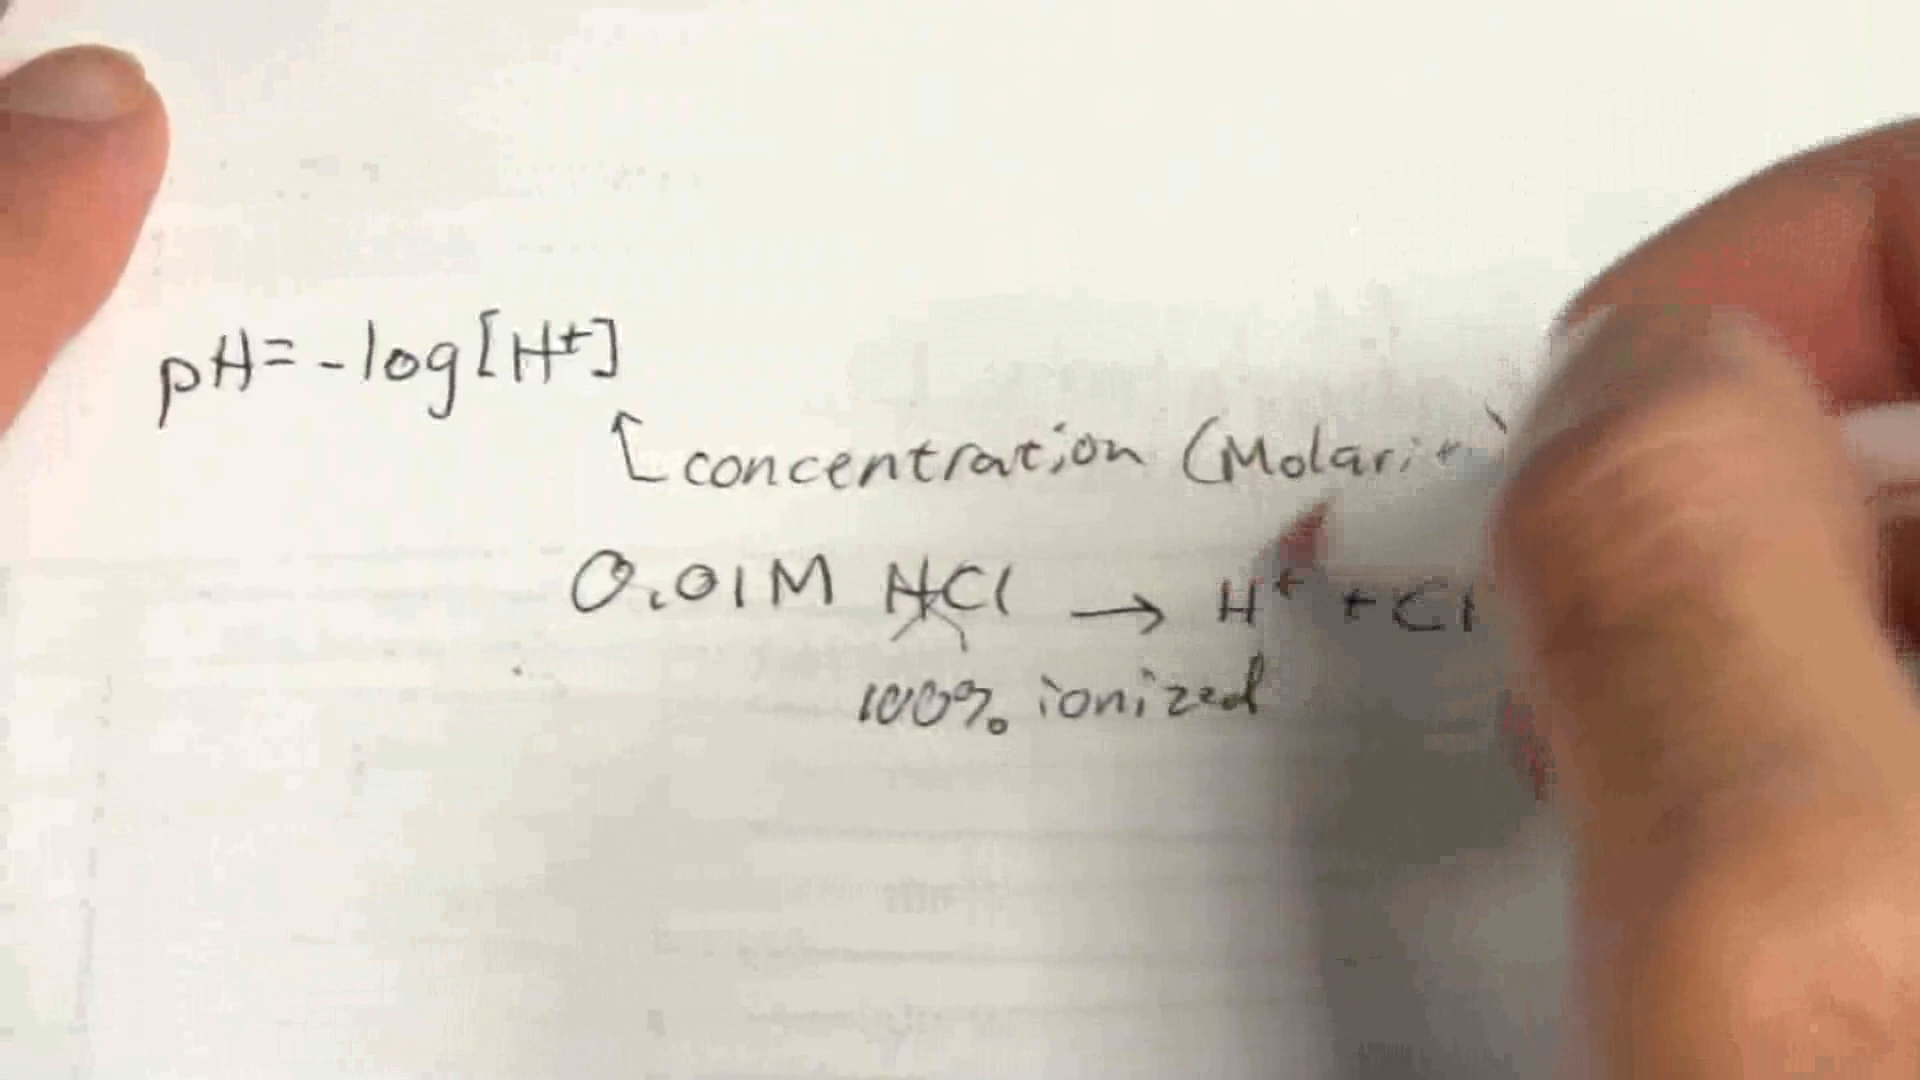 pH = -log[H⁺]
concentration (Molari
0.01M HCl → H⁺ + Cl
100% ionized